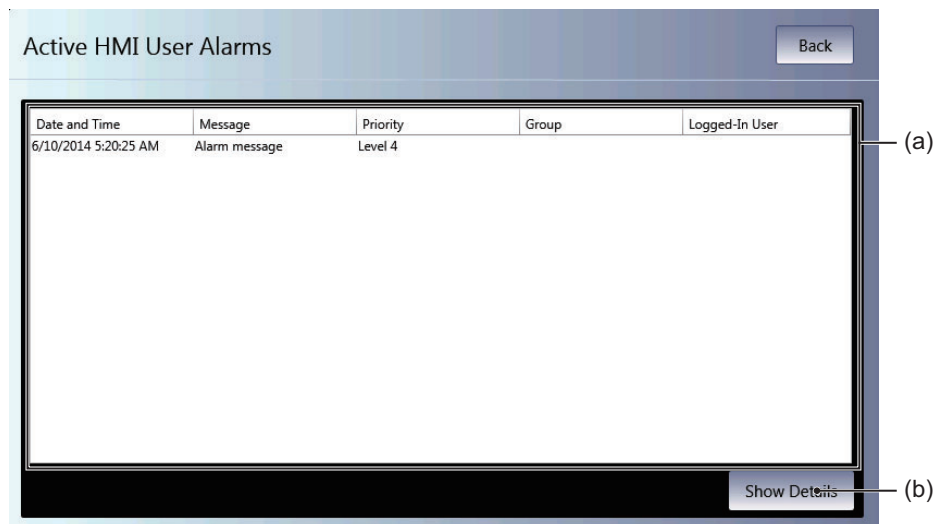 Active HMI User Alarms
Back
Date and Time Message Priority Group Logged-In User
6/10/2014 5:20:25 AM Alarm message Level 4
(a)
Show Details
(b)